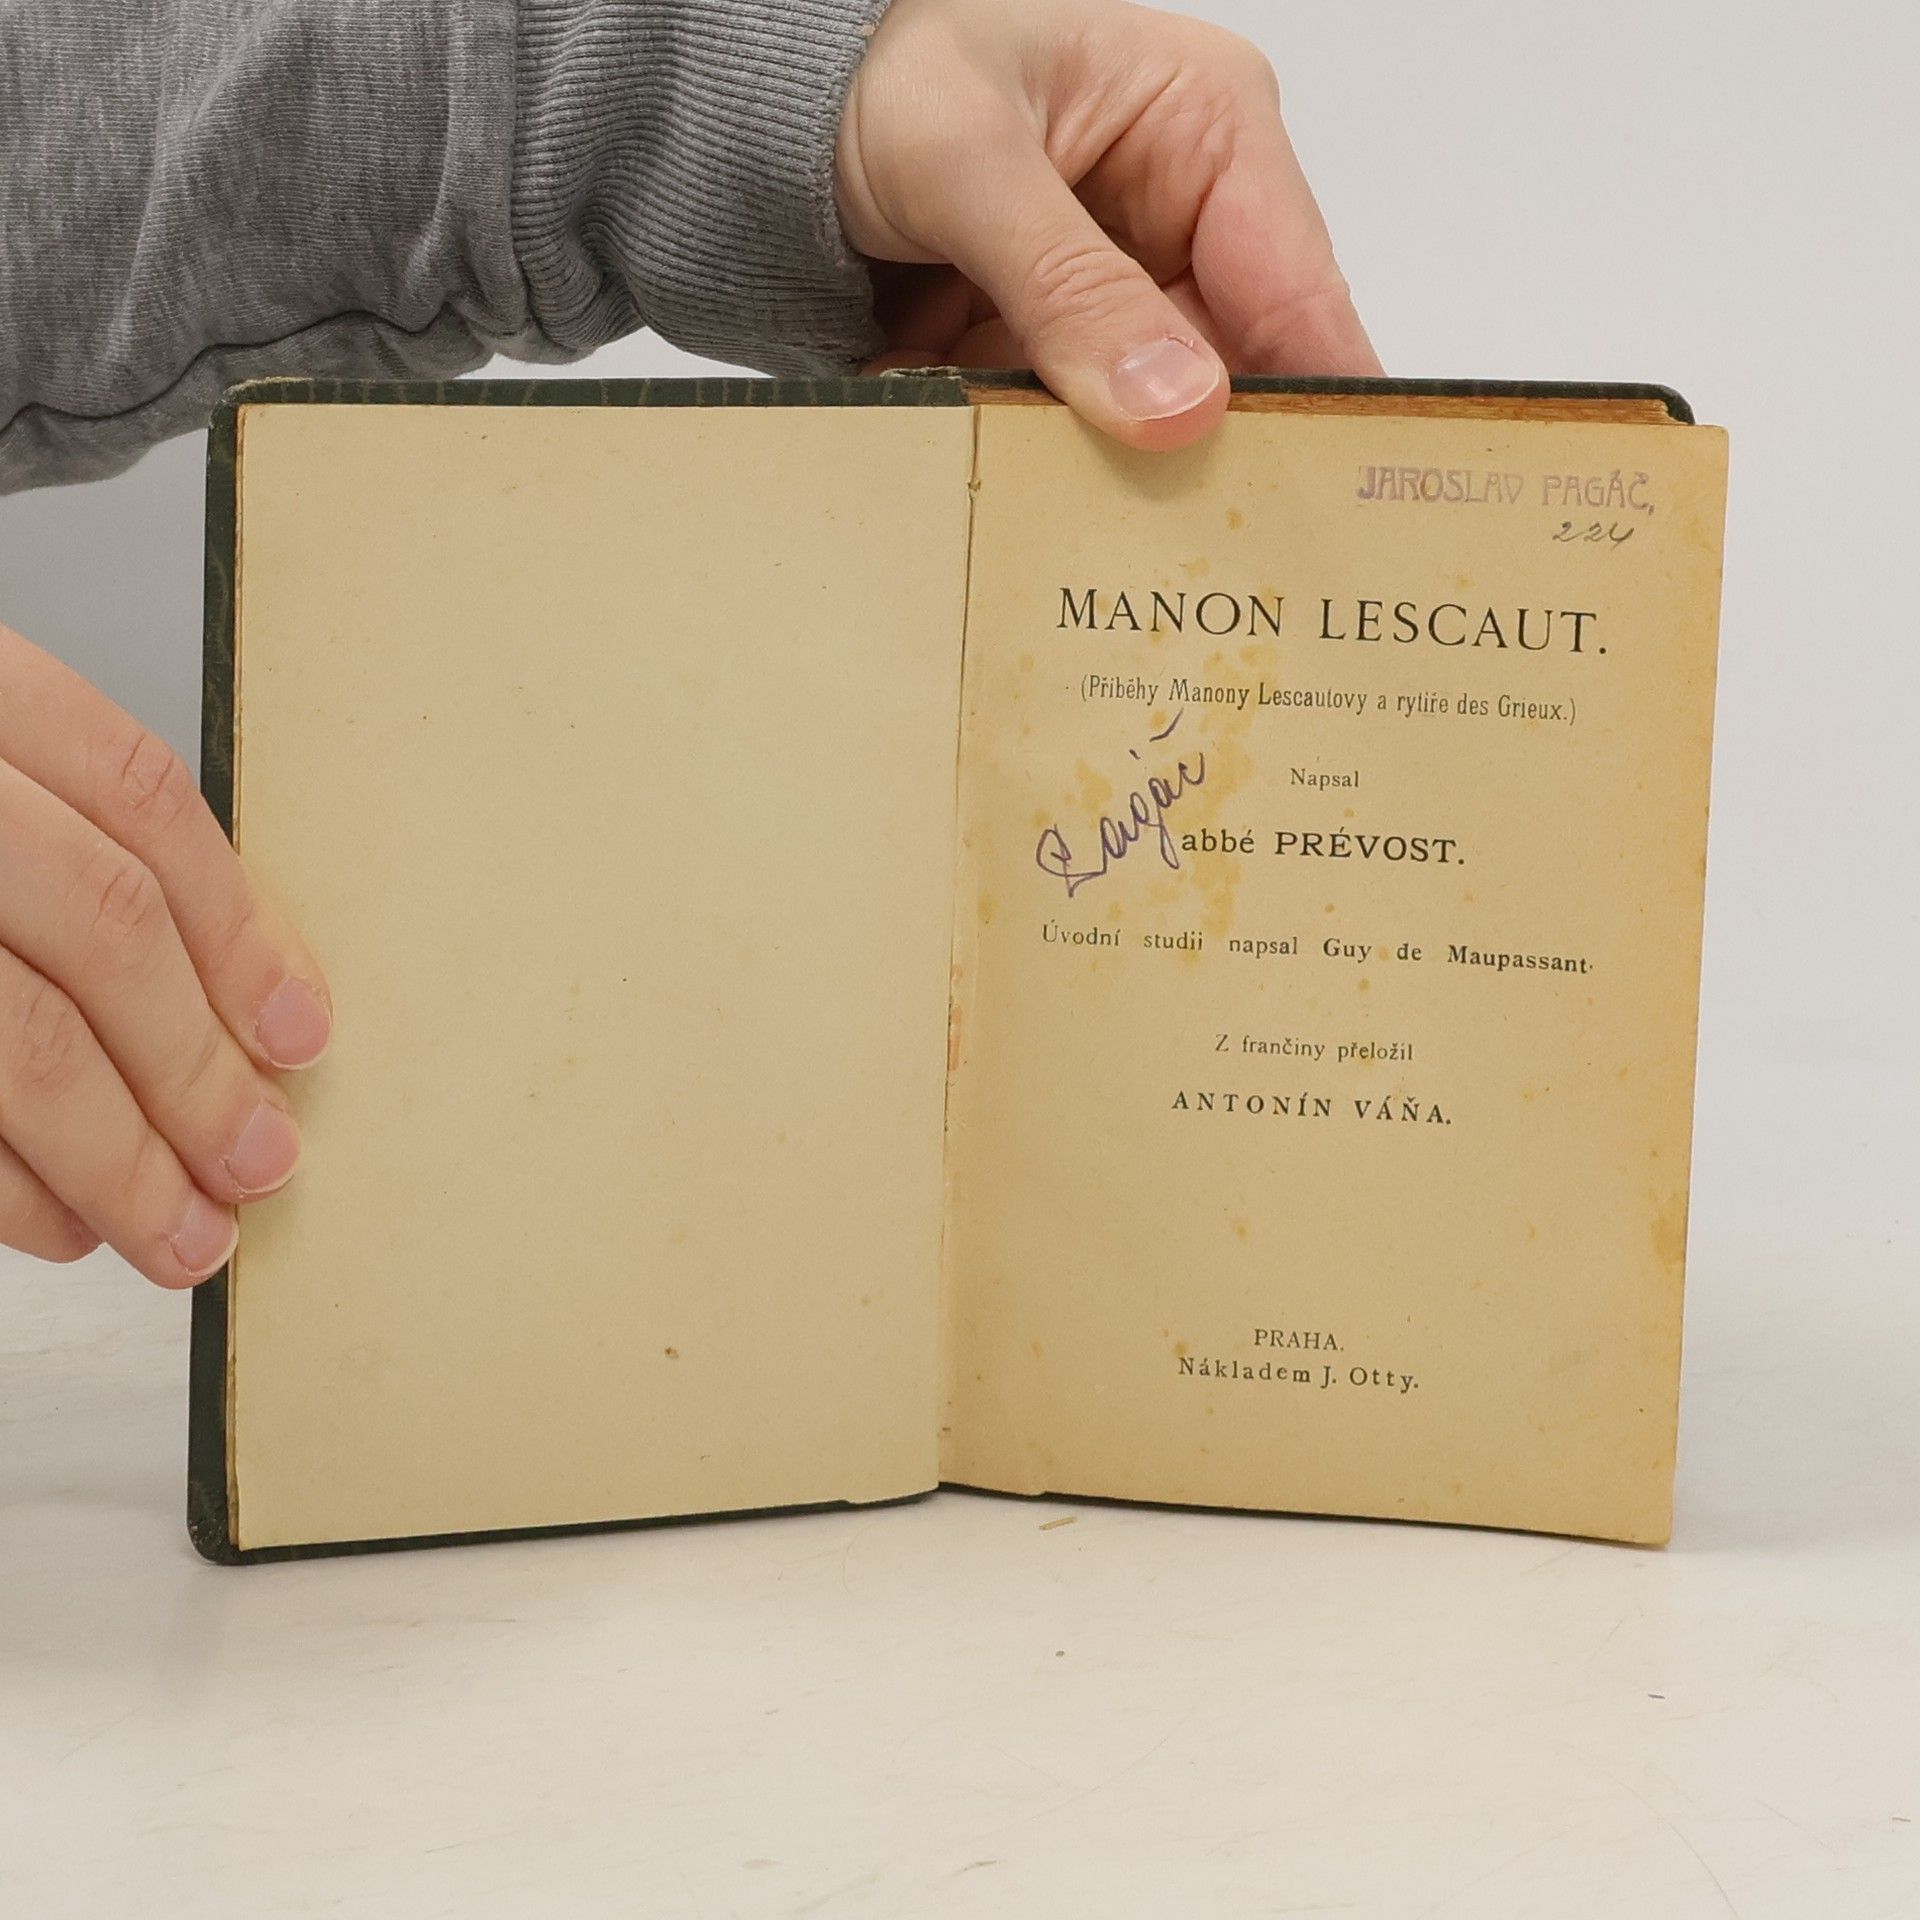 JAROSLAV PAGÁČ,
224
MANON LESCAUT.
(Příběhy Manony Lescautovy a rytíře des Grieux.)
Napsal
Pagáč
abbé PRÉVOST.
Úvodní studii napsal Guy de Maupassant.
Z frančiny přeložil
ANTONÍN VÁŇA.
PRAHA.
Nákladem J. Otty.